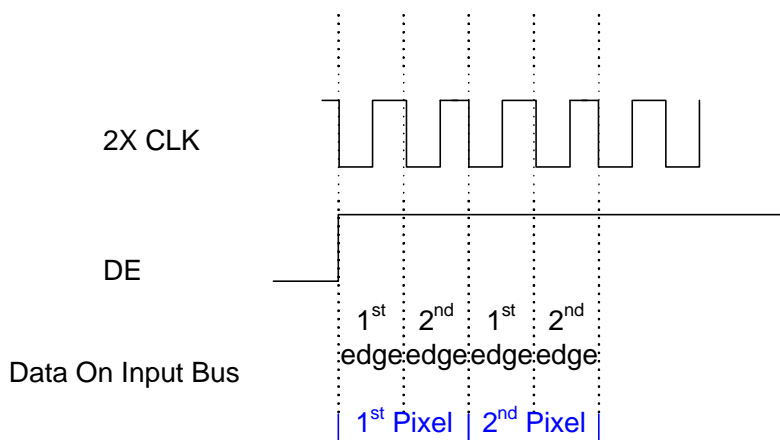 2X CLK
DE
1st 2nd 1st 2nd
edge edge edge edge
Data On Input Bus
1st Pixel 2nd Pixel